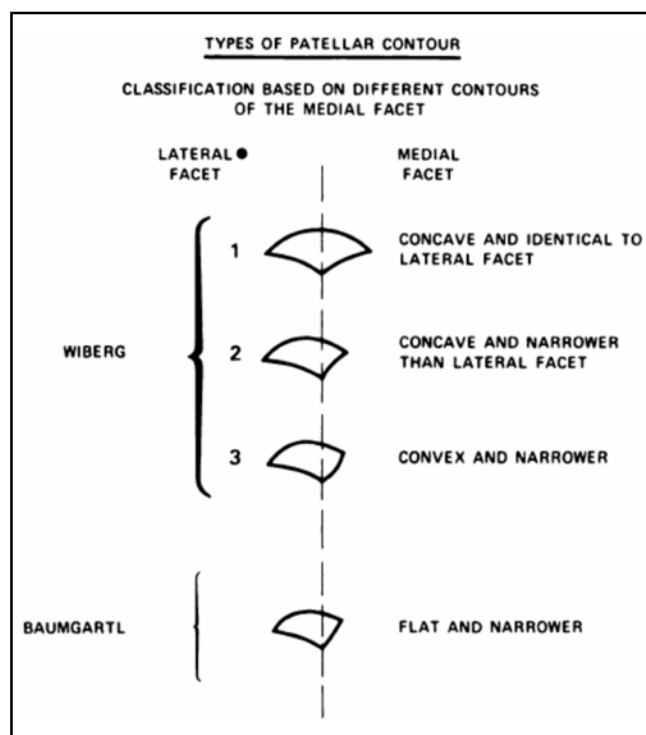 TYPES OF PATELLAR CONTOUR
CLASSIFICATION BASED ON DIFFERENT CONTOURS
OF THE MEDIAL FACET
LATERAL ●
FACET
MEDIAL
FACET
1
CONCAVE AND IDENTICAL TO
LATERAL FACET
WIBERG
2
CONCAVE AND NARROWER
THAN LATERAL FACET
3
CONVEX AND NARROWER
BAUMGARTL
FLAT AND NARROWER